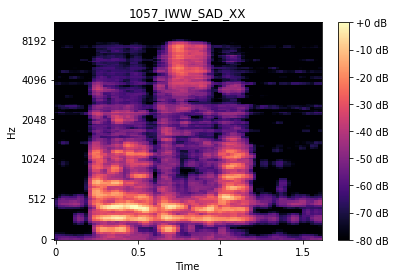 1057_IWW_SAD_XX
+0 dB
8192
-10 dB
4096
-20 dB
-30 dB
2048
Hz
-40 dB
1024
-50 dB
512
-60 dB
-70 dB
0
-80 dB
0 0.5 1 1.5
Time